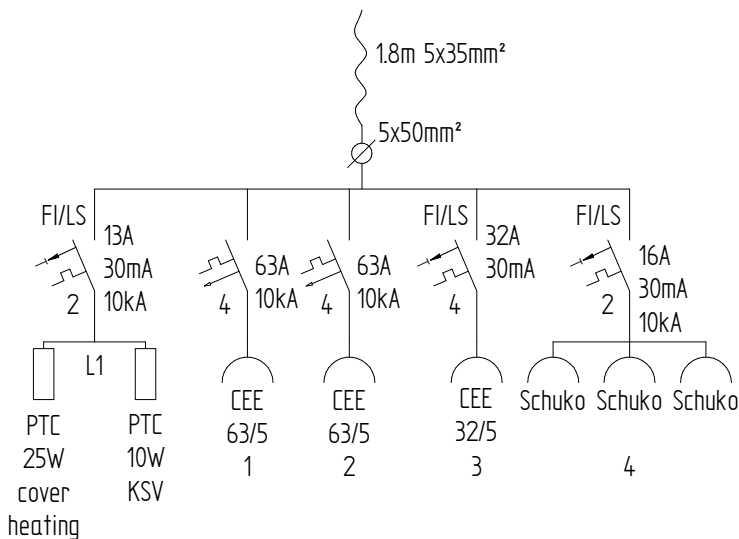 1.8m 5x35mm²
5x50mm²
FI/LS
13A
30mA
10kA
2
L1
PTC
25W
cover
heating
PTC
10W
KSV
63A
10kA
4
CEE
63/5
1
63A
10kA
4
CEE
63/5
2
FI/LS
32A
30mA
4
CEE
32/5
3
FI/LS
16A
30mA
10kA
2
Schuko Schuko Schuko
4